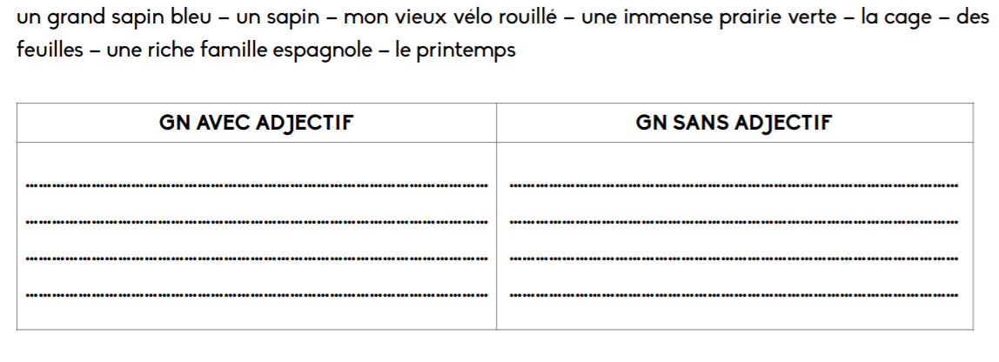 un grand sapin bleu – un sapin – mon vieux vélo rouillé – une immense prairie verte – la cage – des
feuilles – une riche famille espagnole – le printemps
GN AVEC ADJECTIF
GN SANS ADJECTIF